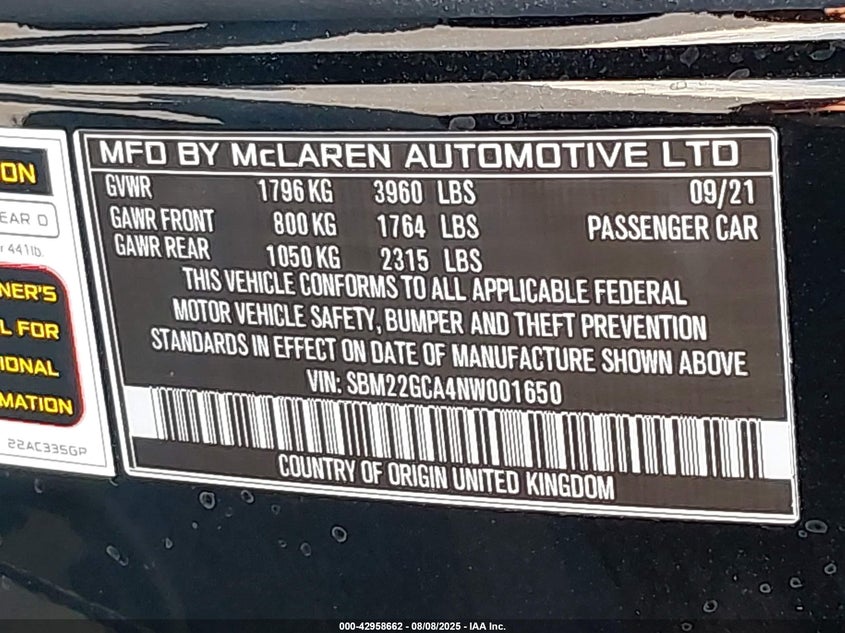 ON
EAR 0
r 441lb.
NER'S
L FOR
IONAL
MATION
22AC335GP
MFD BY McLAREN AUTOMOTIVE LTD
GVWR 1796 KG 3960 LBS 09/21
GAWR FRONT 800 KG 1764 LBS PASSENGER CAR
GAWR REAR 1050 KG 2315 LBS
THIS VEHICLE CONFORMS TO ALL APPLICABLE FEDERAL
MOTOR VEHICLE SAFETY, BUMPER AND THEFT PREVENTION
STANDARDS IN EFFECT ON DATE OF MANUFACTURE SHOWN ABOVE
VIN: SBM22GCA4NW001650
COUNTRY OF ORIGIN UNITED KINGDOM
000-42958662 - 08/08/2025 - IAA Inc.